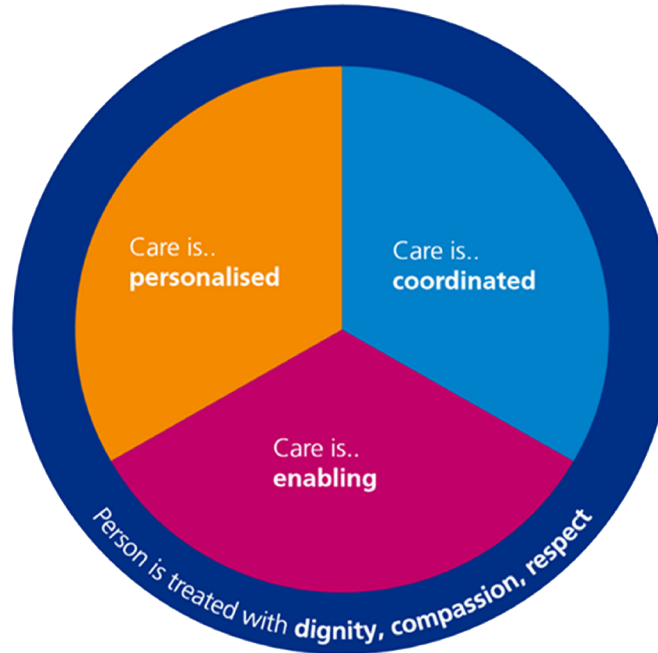 Care is..
personalised
Care is..
coordinated
Care is..
enabling
Person is treated with dignity, compassion, respect